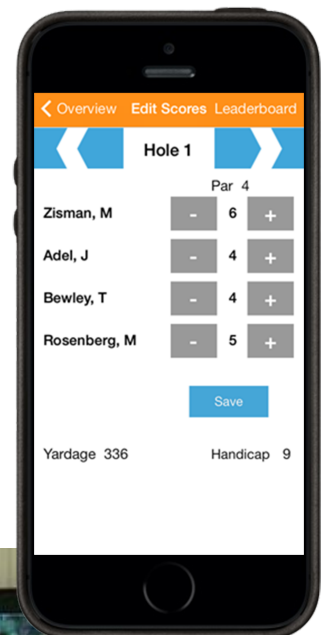 Overview Edit Scores Leaderboard
Hole 1
Par 4
Zisman, M - 6 +
Adel, J - 4 +
Bewley, T - 4 +
Rosenberg, M - 5 +
Save
Yardage 336 Handicap 9